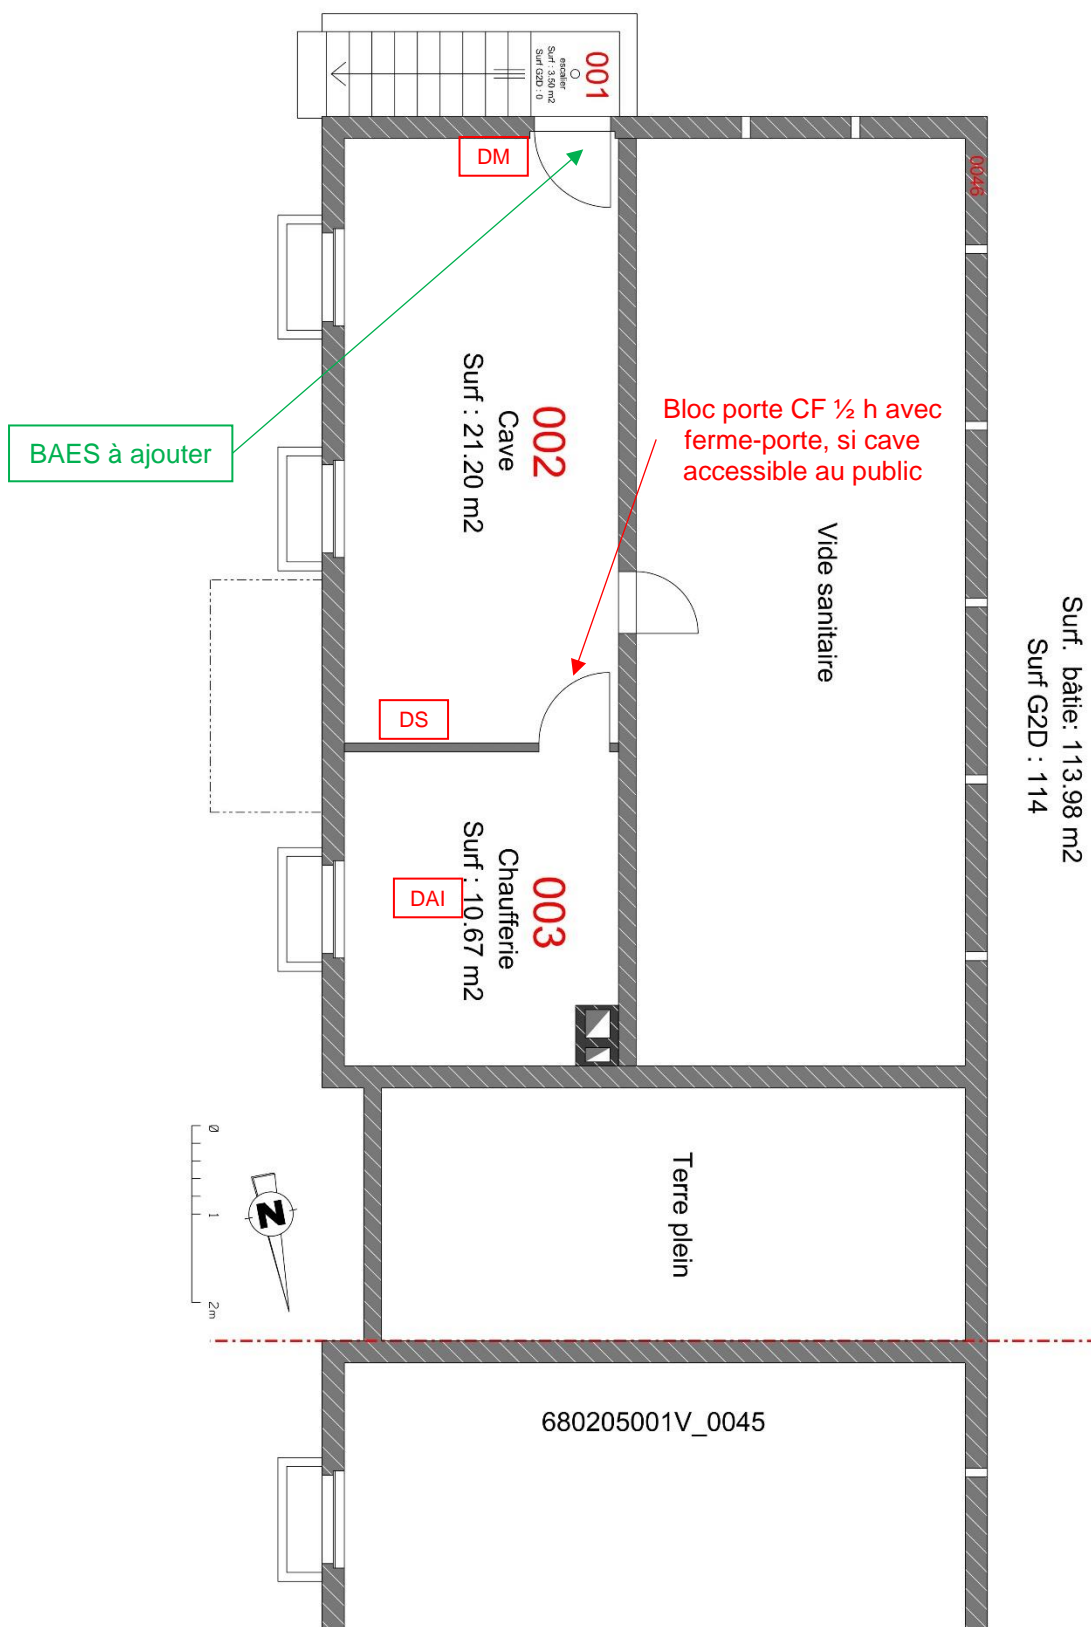 001
escalier
Surf : 3.50 m2
Surf G2D : 0
DM
0046
BAES à ajouter
002
Cave
Surf : 21.20 m2
Bloc porte CF ½ h avec
ferme-porte, si cave
accessible au public
Vide sanitaire
Surf. bâtie: 113.98 m2
Surf G2D : 114
DS
003
Chaufferie
Surf : 10.67 m2
DAI
Terre plein
0
1
2m
N
680205001V_0045